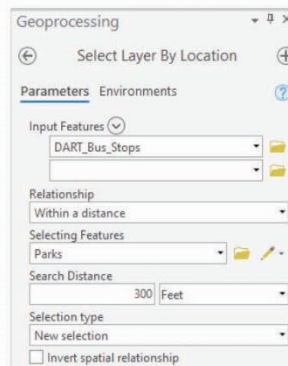 Geoprocessing
Select Layer By Location
Parameters Environments
Input Features
DART_Bus_Stops
Relationship
Within a distance
Selecting Features
Parks
Search Distance
300 Feet
Selection type
New selection
Invert spatial relationship